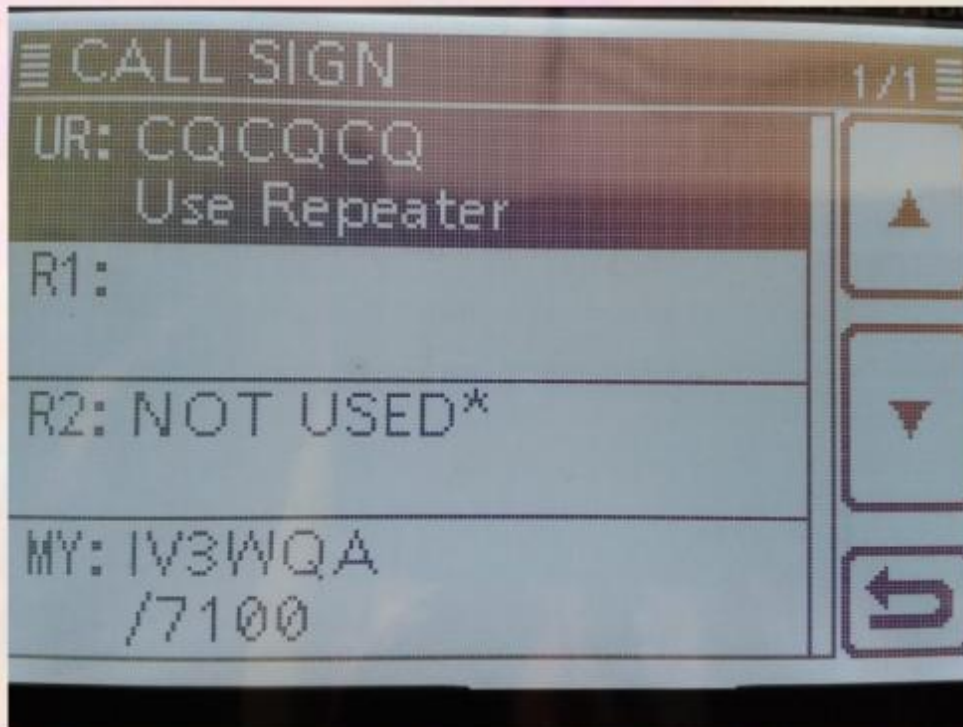 CALL SIGN 1/1
UR: CQCQCQ
Use Repeater
R1:
R2: NOT USED*
MY: IV3WQA
/7100